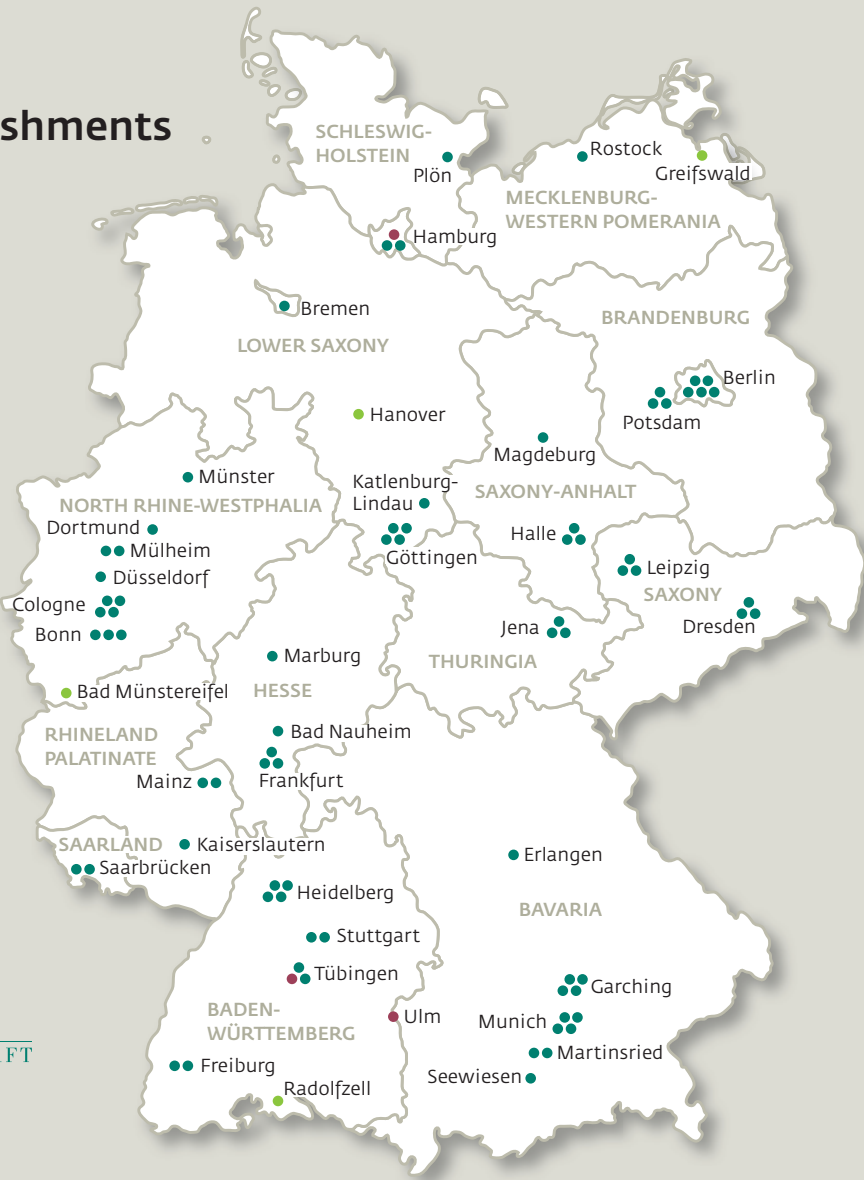 shments
SCHLESWIG-
HOLSTEIN
Plön
Rostock
Greifswald
MECKLENBURG-
WESTERN POMERANIA
Hamburg
Bremen
LOWER SAXONY
BRANDENBURG
Berlin
Potsdam
Hanover
Magdeburg
Münster
Katlenburg-
Lindau
SAXONY-ANHALT
NORTH RHINE-WESTPHALIA
Dortmund
Mülheim
Göttingen
Halle
Düsseldorf
Leipzig
SAXONY
Cologne
Bonn
Jena
Dresden
Marburg
THURINGIA
Bad Münstereifel
HESSE
RHINELAND
PALATINATE
Bad Nauheim
Mainz
Frankfurt
SAARLAND
Kaiserslautern
Saarbrücken
Erlangen
Heidelberg
BAVARIA
Stuttgart
Tübingen
Garching
BADEN-
WÜRTTEMBERG
Ulm
Munich
Martinsried
FT
Freiburg
Seewiesen
Radolfzell